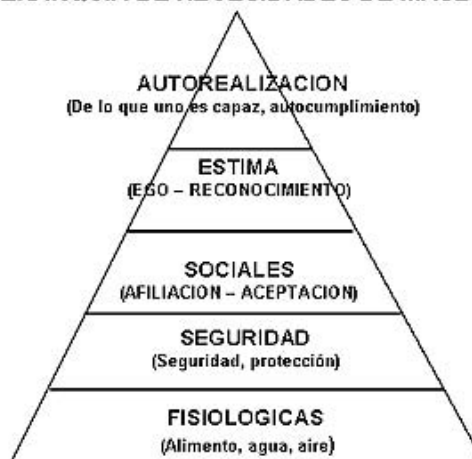 AUTOREALIZACION
(De lo que uno es capaz, autocumplimiento)
ESTIMA
(EGO – RECONOCIMIENTO)
SOCIALES
(AFILIACION – ACEPTACION)
SEGURIDAD
(Seguridad, protección)
FISIOLOGICAS
(Alimento, agua, aire)